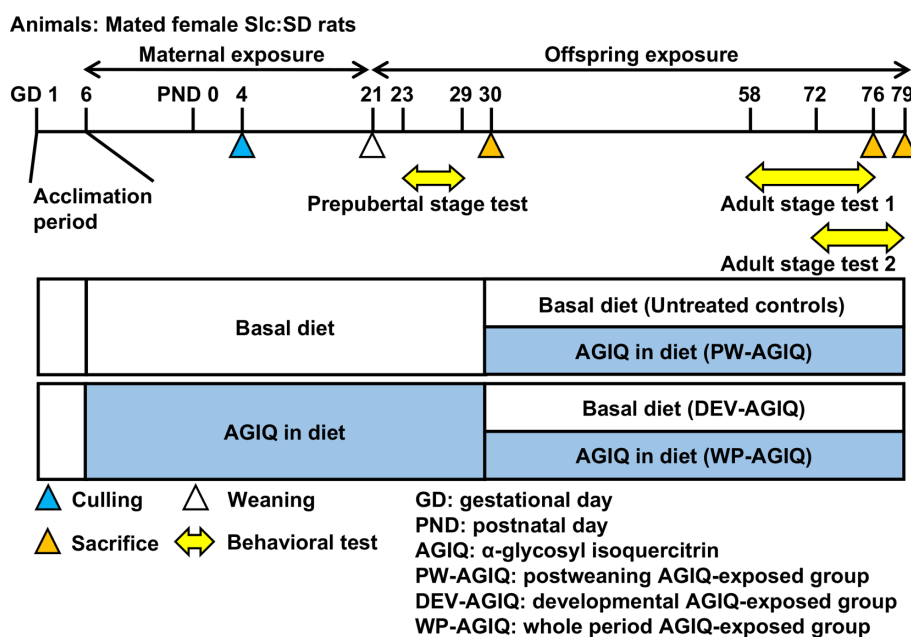 Animals: Mated female Slc:SD rats
Maternal exposure
Offspring exposure
GD 1 6 PND 0 4 21 23 29 30 58 72 76 79
Acclimation
period
Prepubertal stage test
Adult stage test 1
Adult stage test 2
Basal diet
Basal diet (Untreated controls)
AGIQ in diet (PW-AGIQ)
AGIQ in diet
Basal diet (DEV-AGIQ)
AGIQ in diet (WP-AGIQ)
Culling
Weaning
Sacrifice
Behavioral test
GD: gestational day
PND: postnatal day
AGIQ: α-glycosyl isoquercitrin
PW-AGIQ: postweaning AGIQ-exposed group
DEV-AGIQ: developmental AGIQ-exposed group
WP-AGIQ: whole period AGIQ-exposed group